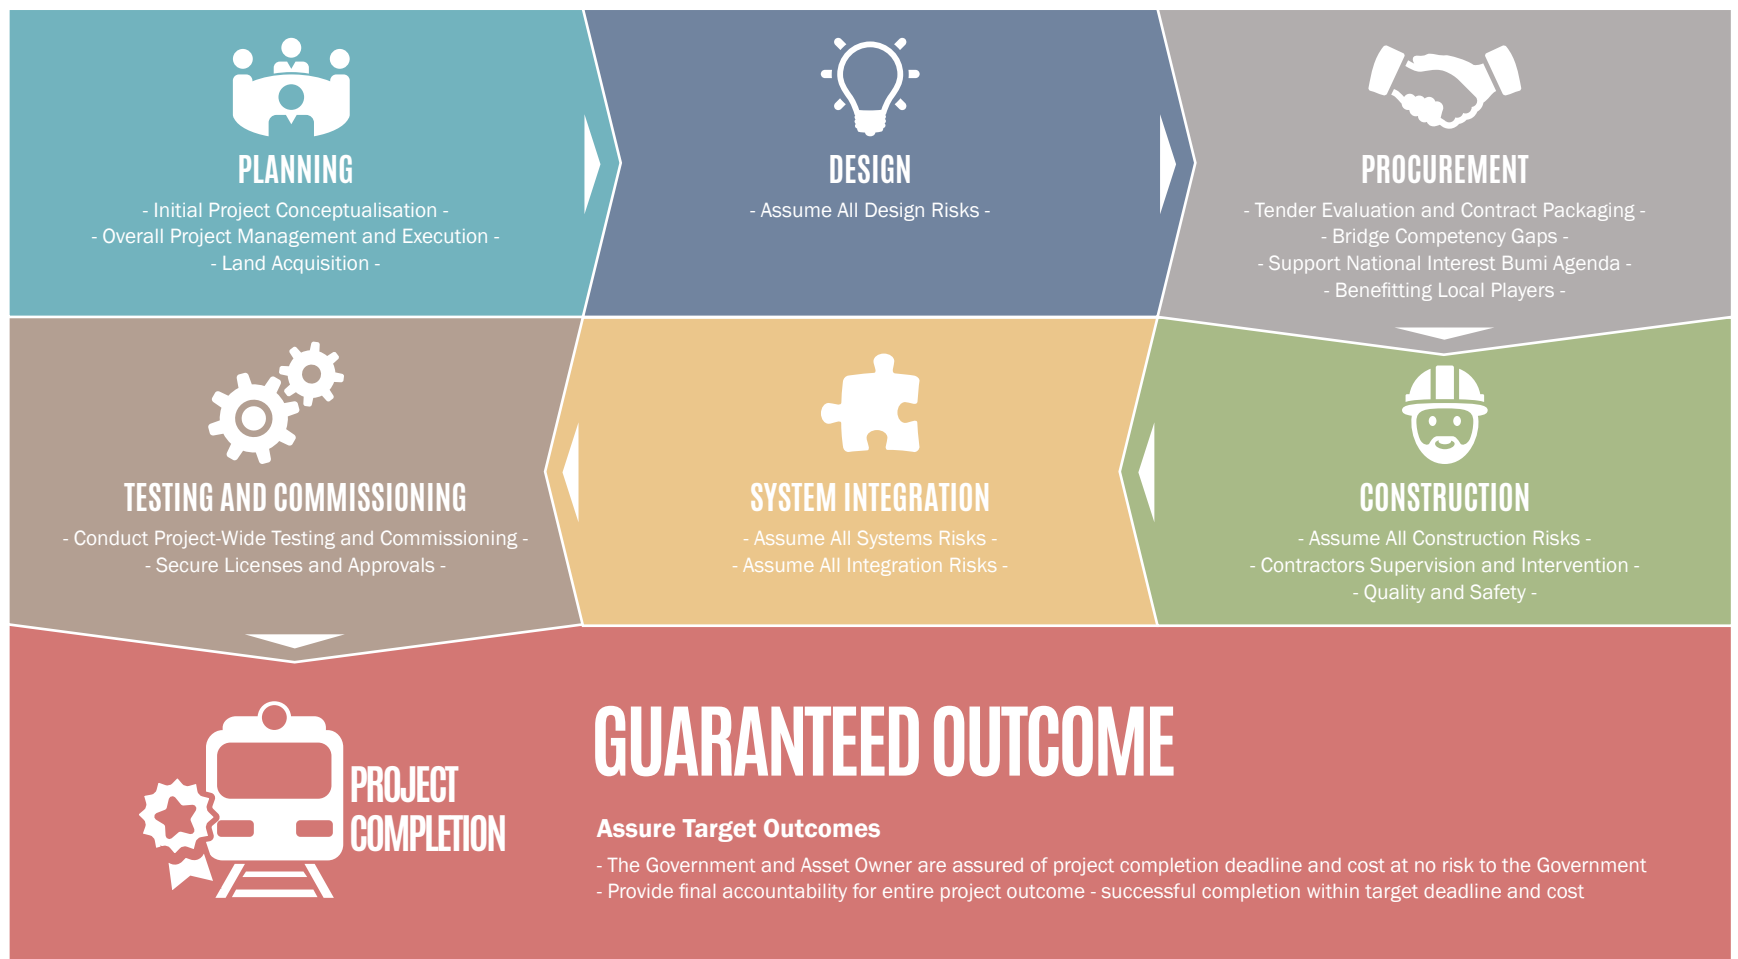 PLANNING
- Initial Project Conceptualisation -
- Overall Project Management and Execution -
- Land Acquisition -
DESIGN
- Assume All Design Risks -
PROCUREMENT
- Tender Evaluation and Contract Packaging -
- Bridge Competency Gaps -
- Support National Interest Bumi Agenda -
- Benefitting Local Players -
CONSTRUCTION
- Assume All Construction Risks -
- Contractors Supervision and Intervention -
- Quality and Safety -
SYSTEM INTEGRATION
- Assume All Systems Risks -
- Assume All Integration Risks -
TESTING AND COMMISSIONING
- Conduct Project-Wide Testing and Commissioning -
- Secure Licenses and Approvals -
PROJECT
COMPLETION
GUARANTEED OUTCOME
Assure Target Outcomes
- The Government and Asset Owner are assured of project completion deadline and cost at no risk to the Government
- Provide final accountability for entire project outcome - successful completion within target deadline and cost